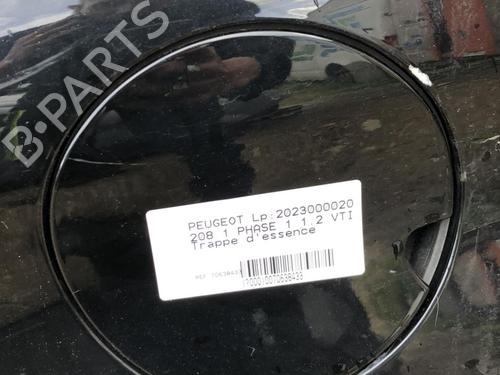 B-PARTS
PEUGEOT Lp:2023000020
208 1 PHASE 1 1.2 VTI
Trappe d'essence